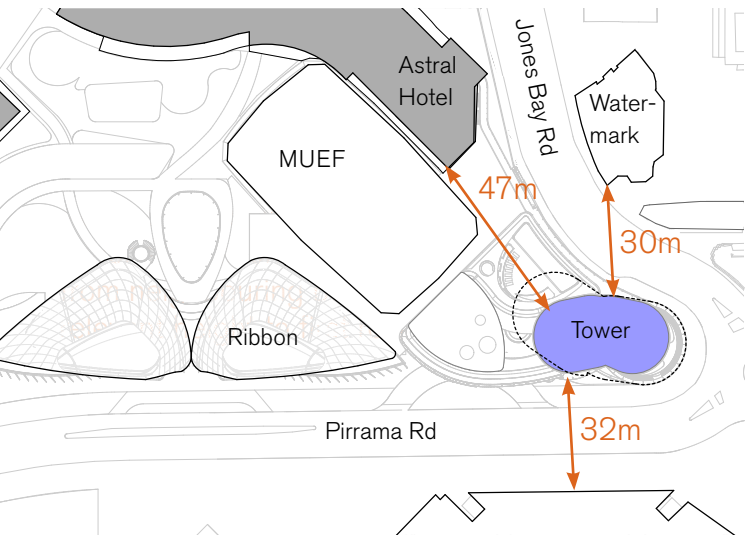 Astral
Hotel
Jones Bay Rd
Water-
mark
MUEF
47m
30m
Ribbon
Tower
Pirrama Rd
32m